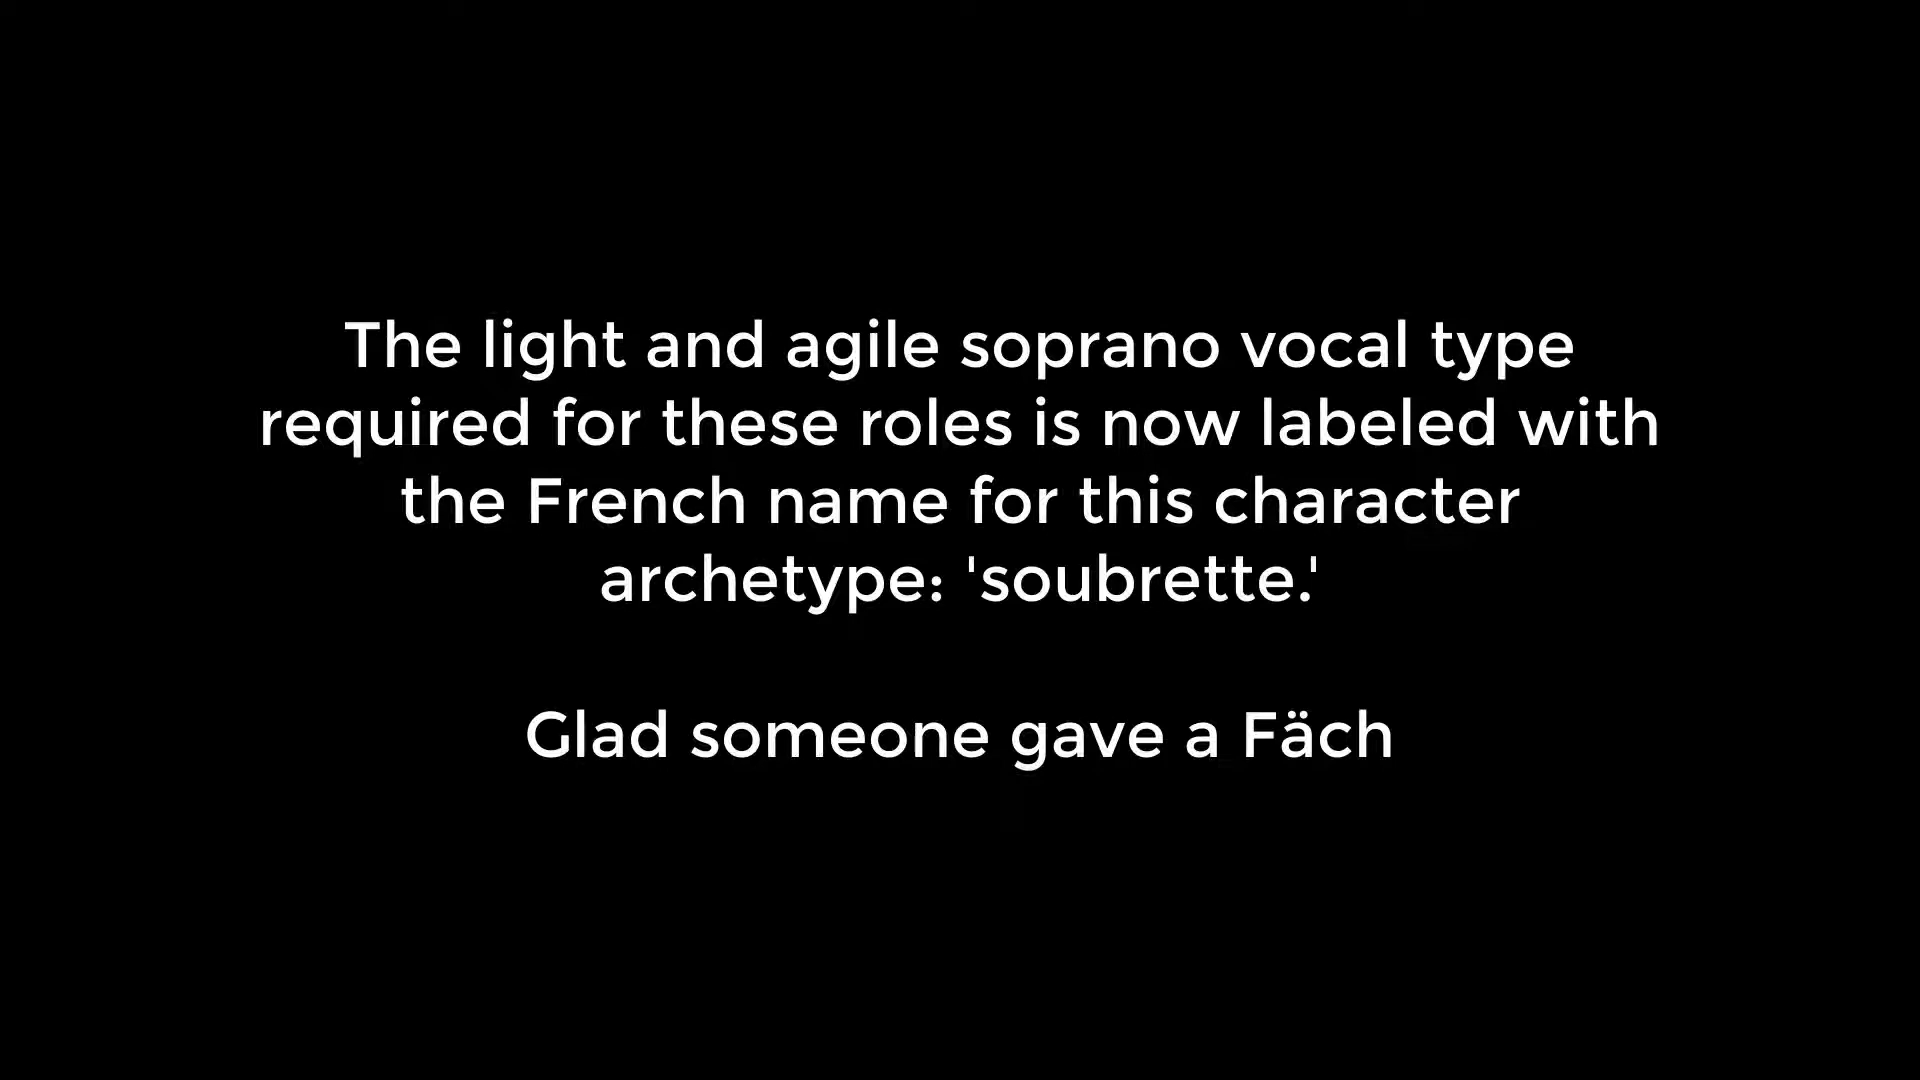 The light and agile soprano vocal type
required for these roles is now labeled with
the French name for this character
archetype: 'soubrette.'
Glad someone gave a Fäch